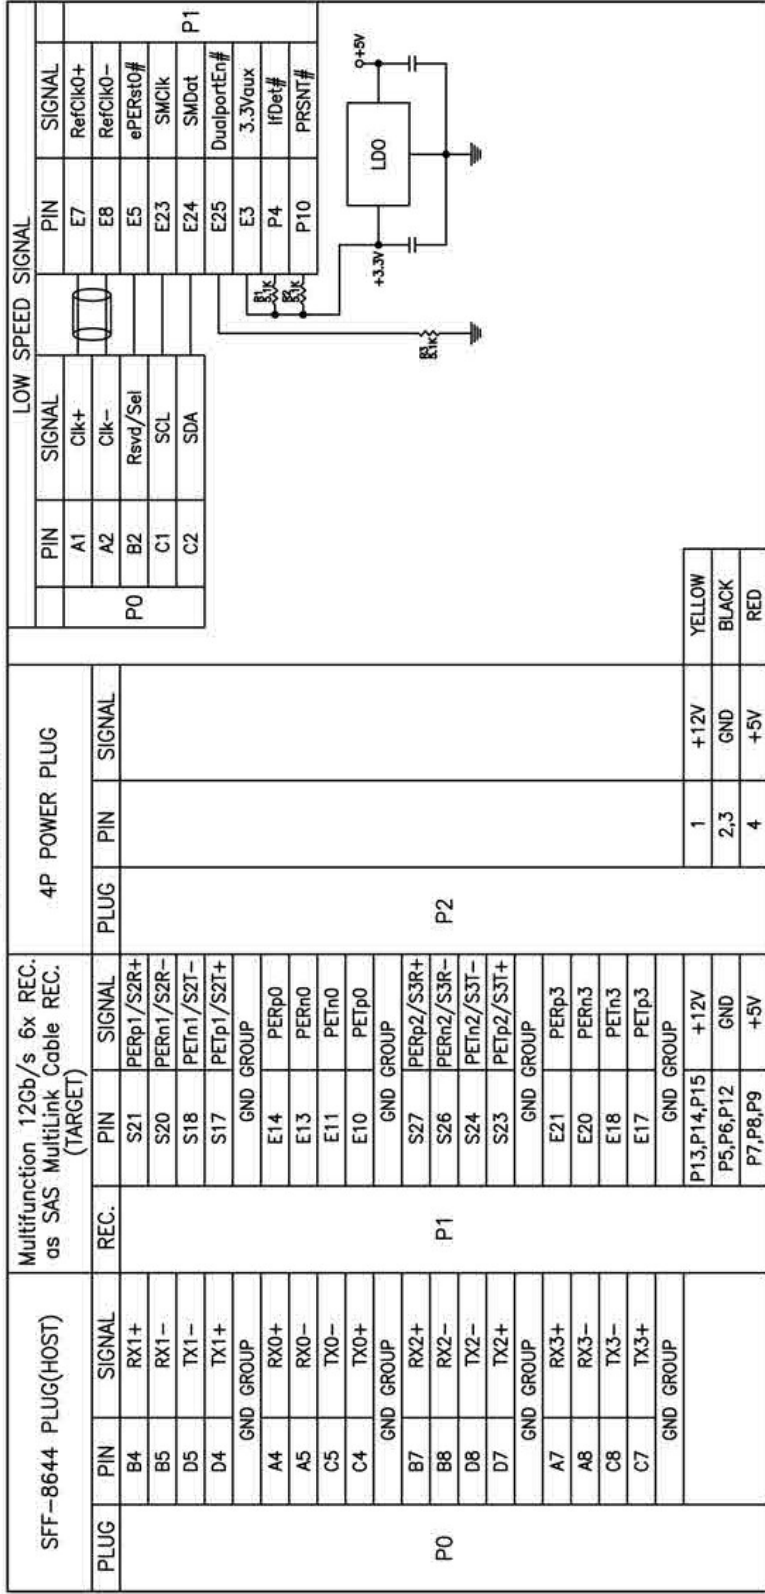 SFF-8644 PLUG(HOST) Multifunction 12Gb/s 6x REC. 4P POWER PLUG
as SAS MultiLink Cable REC.
(TARGET)
PLUG PIN SIGNAL REC. PIN SIGNAL PLUG PIN SIGNAL
P0 P1 P2
B4 RX1+ S21 PERp1/S2R+
B5 RX1- S20 PERn1/S2R-
D5 TX1- S18 PETn1/S2T-
D4 TX1+ S17 PETp1/S2T+
GND GROUP GND GROUP
A4 RX0+ E14 PERp0
A5 RX0- E13 PERn0
C5 TX0- E11 PETn0
C4 TX0+ E10 PETp0
GND GROUP GND GROUP
B7 RX2+ S27 PERp2/S3R+
B8 RX2- S26 PERn2/S3R-
D8 TX2- S24 PETn2/S3T-
D7 TX2+ S23 PETp2/S3T+
GND GROUP GND GROUP
A7 RX3+ E21 PERp3
A8 RX3- E20 PERn3
C8 TX3- E18 PETn3
C7 TX3+ E17 PETp3
GND GROUP GND GROUP
P13,P14,P15 +12V 1 +12V YELLOW
P5,P6,P12 GND 2,3 GND BLACK
P7,P8,P9 +5V 4 +5V RED
LOW SPEED SIGNAL
PIN SIGNAL PIN SIGNAL
P0 P1
A1 Clk+ E7 RefClk0+
A2 Clk- E8 RefClk0-
B2 Rsvd/Sel E5 ePERst0#
C1 SCL E23 SMClk
C2 SDA E24 SMDat
E25 DualportEn#
E3 3.3Vaux
R1
5.1K
P4 IfDet#
R2
5.1K
P10 PRSNT#
+3.3V LDO +5V
R3
5.1K